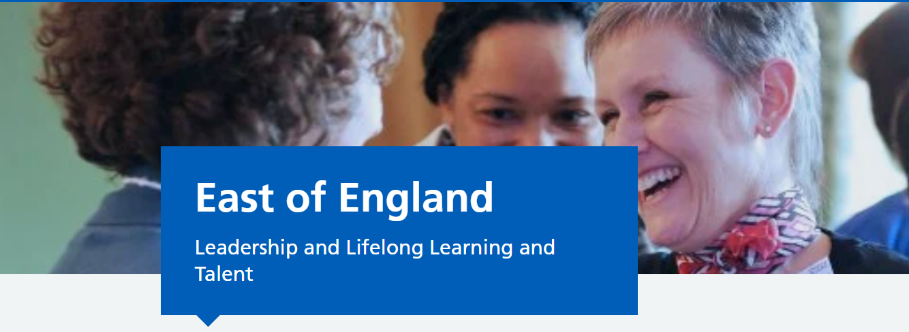 East of England
Leadership and Lifelong Learning and
Talent